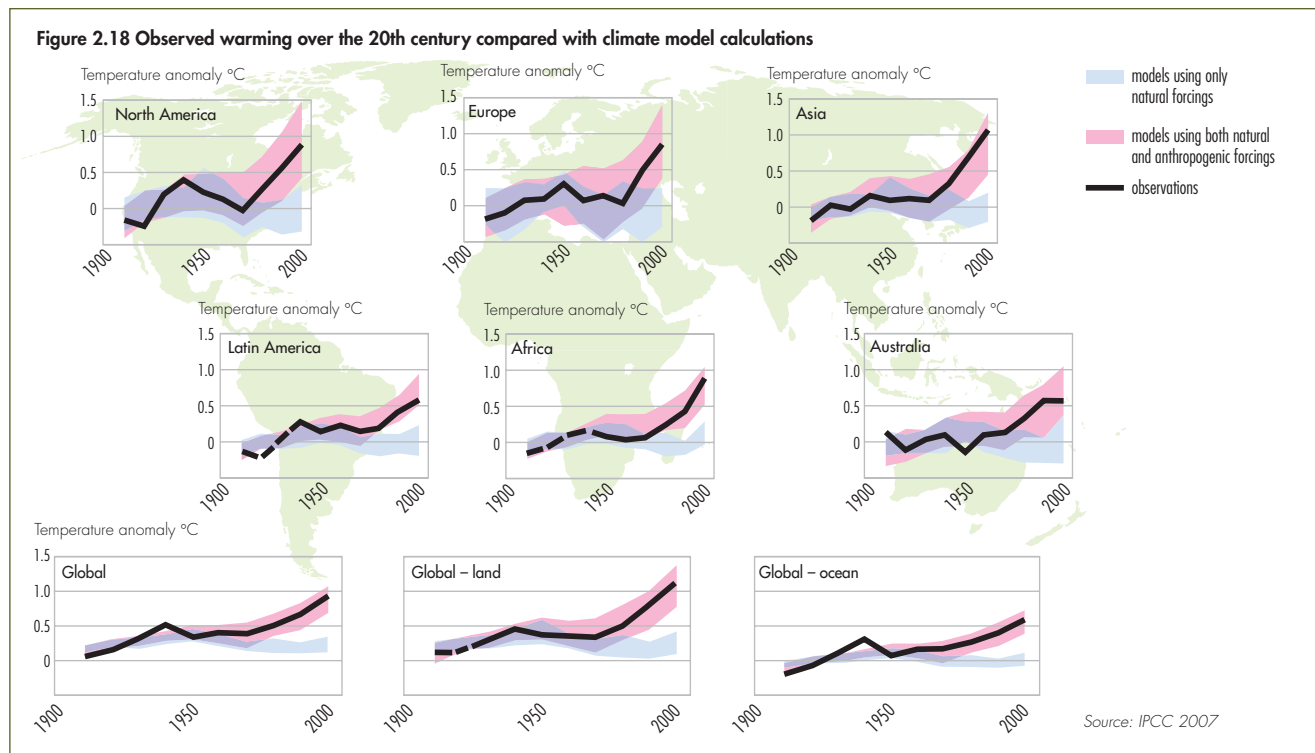 Figure 2.18 Observed warming over the 20th century compared with climate model calculations
Temperature anomaly °C
1.5
1.0
0.5
0
North America
1900
1950
2000
Temperature anomaly °C
1.5
1.0
0.5
0
Europe
1900
1950
2000
Temperature anomaly °C
1.5
1.0
0.5
0
Asia
1900
1950
2000
models using only
natural forcings
models using both natural
and anthropogenic forcings
observations
Temperature anomaly °C
1.5
1.0
0.5
0
Latin America
1900
1950
2000
Temperature anomaly °C
1.5
1.0
0.5
0
Africa
1900
1950
2000
Temperature anomaly °C
1.5
1.0
0.5
0
Australia
1900
1950
2000
Temperature anomaly °C
1.5
1.0
0.5
0
Global
1900
1950
2000
Global – land
1900
1950
2000
Global – ocean
1900
1950
2000
Source: IPCC 2007